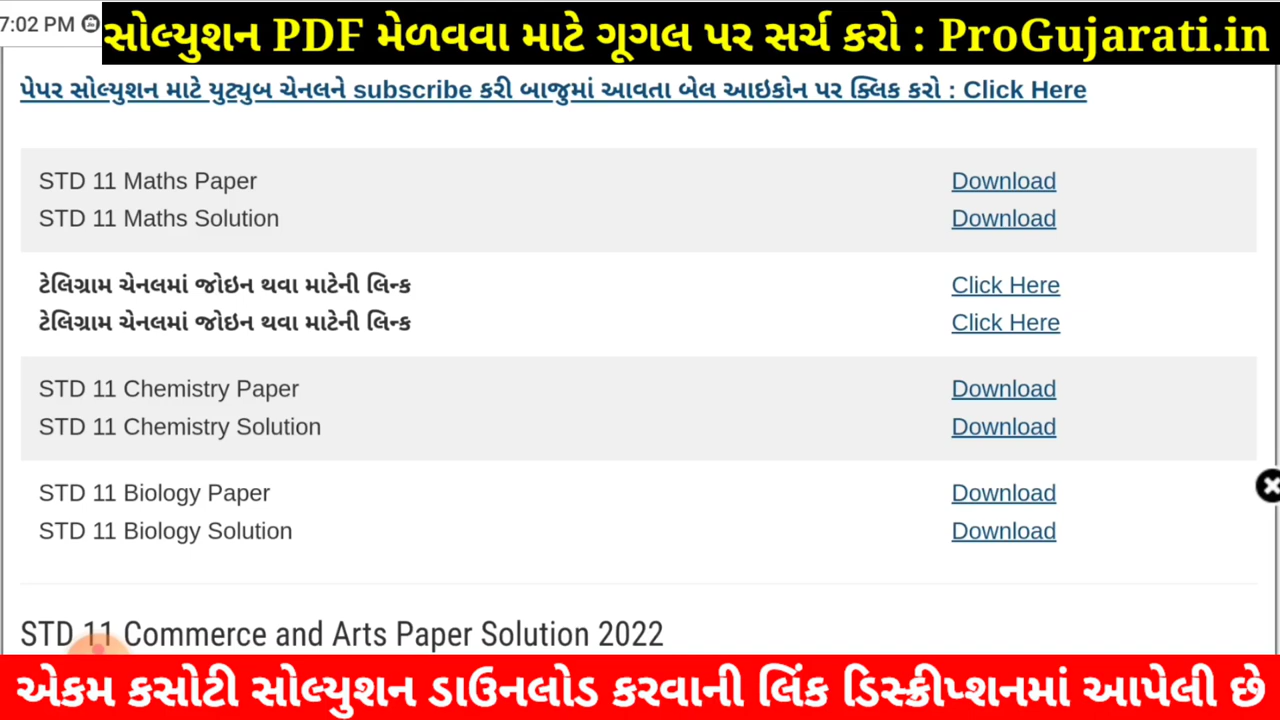 7:02 PM
સોલ્યુશન PDF મેળવવા માટે ગૂગલ પર સર્ચ કરો : ProGujarati.in
પેપર સોલ્યુશન માટે યુટ્યુબ ચેનલને subscribe કરી બાજુમાં આવતા બેલ આઇકોન પર ક્લિક કરો : Click Here
STD 11 Maths Paper Download
STD 11 Maths Solution Download
ટેલિગ્રામ ચેનલમાં જોઇન થવા માટેની લિન્ક Click Here
ટેલિગ્રામ ચેનલમાં જોઇન થવા માટેની લિન્ક Click Here
STD 11 Chemistry Paper Download
STD 11 Chemistry Solution Download
STD 11 Biology Paper Download
STD 11 Biology Solution Download
STD 11 Commerce and Arts Paper Solution 2022
એકમ કસોટી સોલ્યુશન ડાઉનલોડ કરવાની લિંક ડિસ્ક્રીપ્શનમાં આપેલી છે